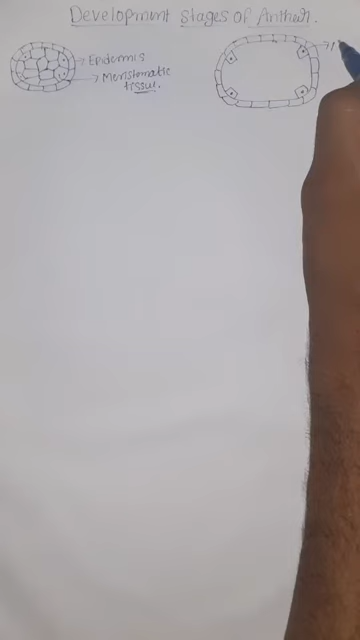 Development Stages of Anther.
Epidermis
Meristematic
tissue.